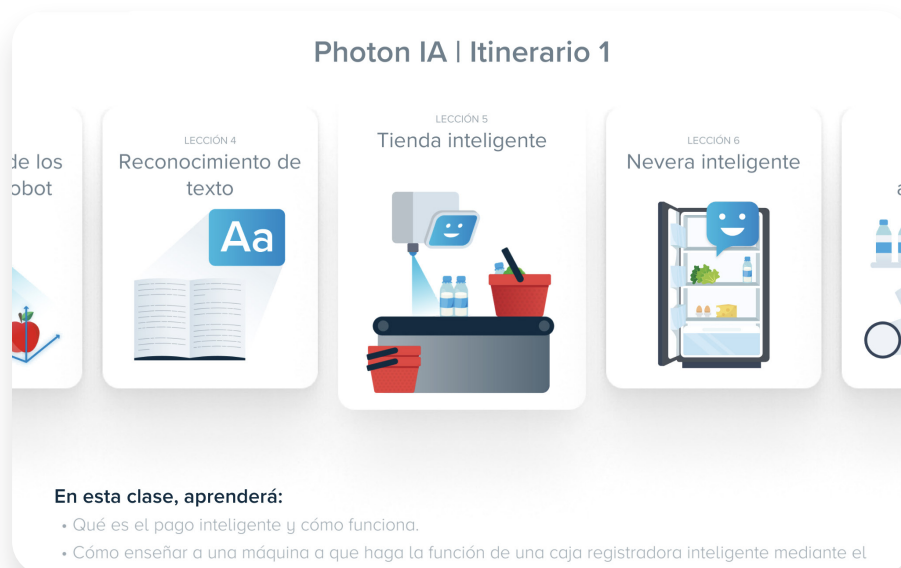 Photon IA | Itinerario 1
de los
obot
LECCIÓN 4
Reconocimiento de
texto
Aa
LECCIÓN 5
Tienda inteligente
LECCIÓN 6
Nevera inteligente
a
En esta clase, aprenderá:
• Qué es el pago inteligente y cómo funciona.
• Cómo enseñar a una máquina a que haga la función de una caja registradora inteligente mediante el